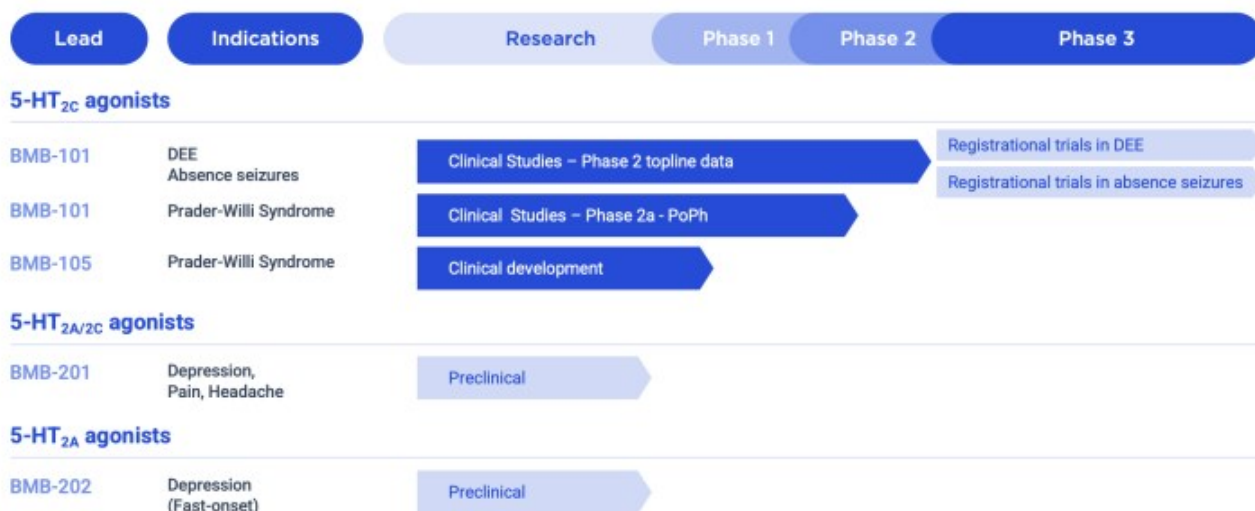 Lead Indications Research Phase 1 Phase 2 Phase 3
5-HT2C agonists
BMB-101 DEE Clinical Studies – Phase 2 topline data Registrational trials in DEE
Absence seizures Registrational trials in absence seizures
BMB-101 Prader-Willi Syndrome Clinical Studies – Phase 2a - PoPh
BMB-105 Prader-Willi Syndrome Clinical development
5-HT2A/2C agonists
BMB-201 Depression, Preclinical
Pain, Headache
5-HT2A agonists
BMB-202 Depression Preclinical
(Fast-onset)